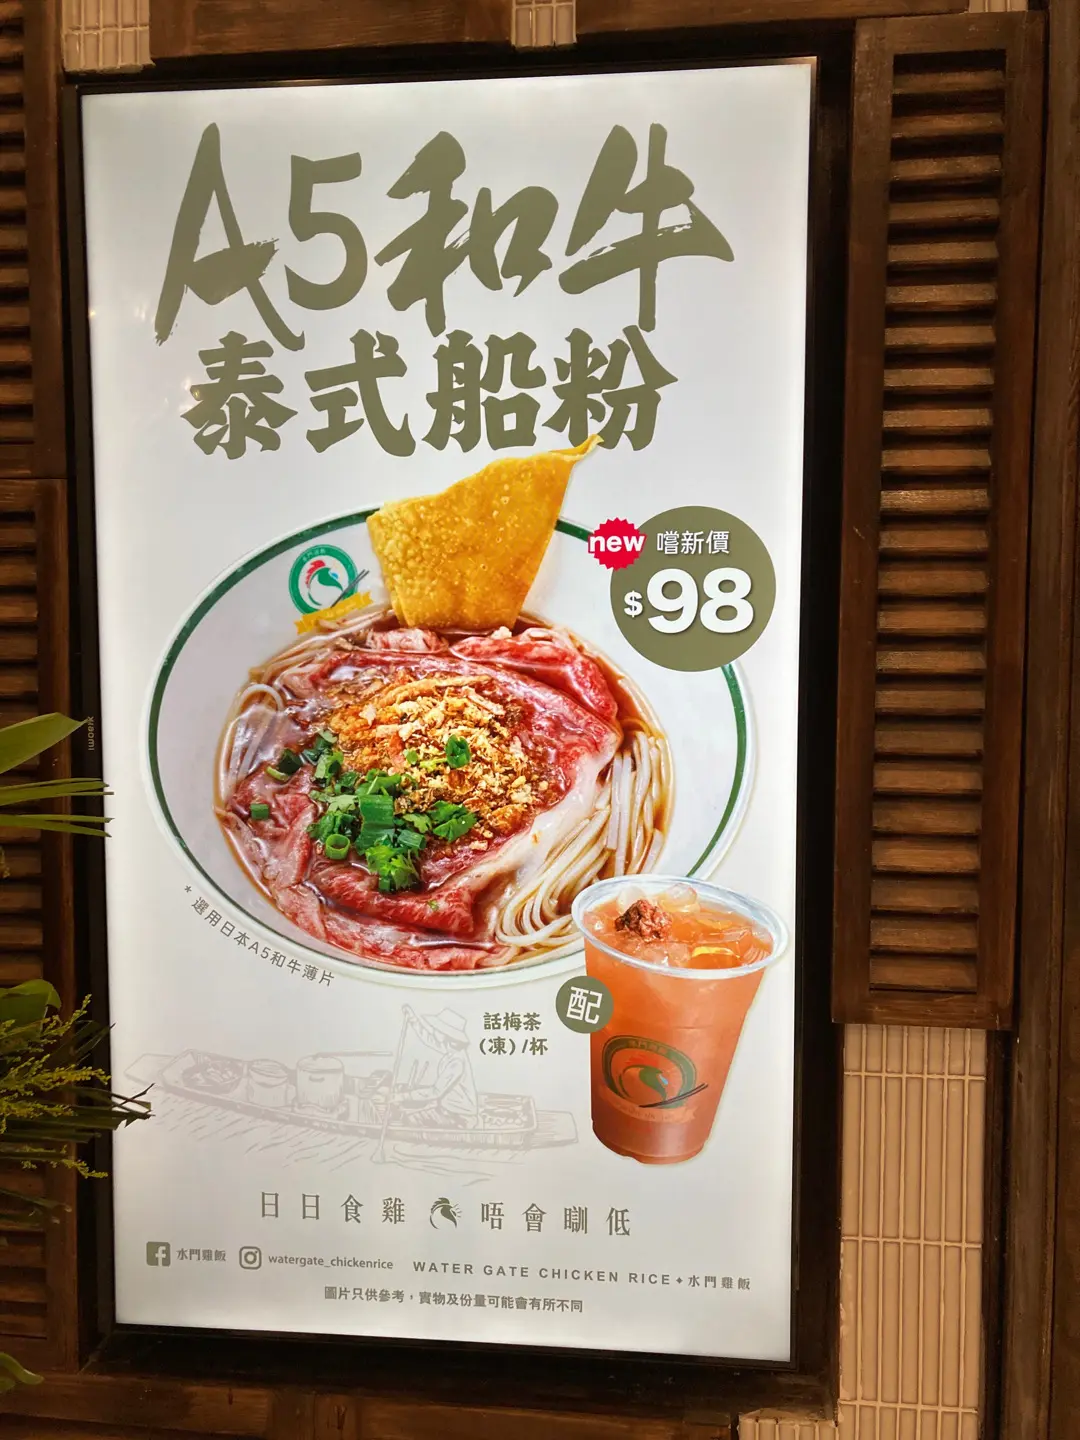 A5和牛
泰式船粉
new 嚐新價
$98
* 選用日本A5和牛薄片
配
話梅茶
(凍)/杯
日日食雞 唔會瞓低
水門雞飯 watergate_chickenrice WATER GATE CHICKEN RICE 水門雞飯
圖片只供參考，實物及份量可能會有所不同
xiaomi